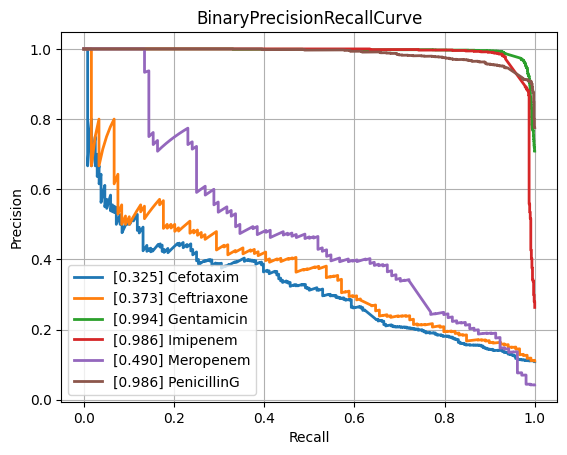 BinaryPrecisionRecallCurve
1.0
0.8
0.6
0.4
0.2
0.0
Precision
[0.325] Cefotaxim
[0.373] Ceftriaxone
[0.994] Gentamicin
[0.986] Imipenem
[0.490] Meropenem
[0.986] PenicillinG
0.0 0.2 0.4 0.6 0.8 1.0
Recall